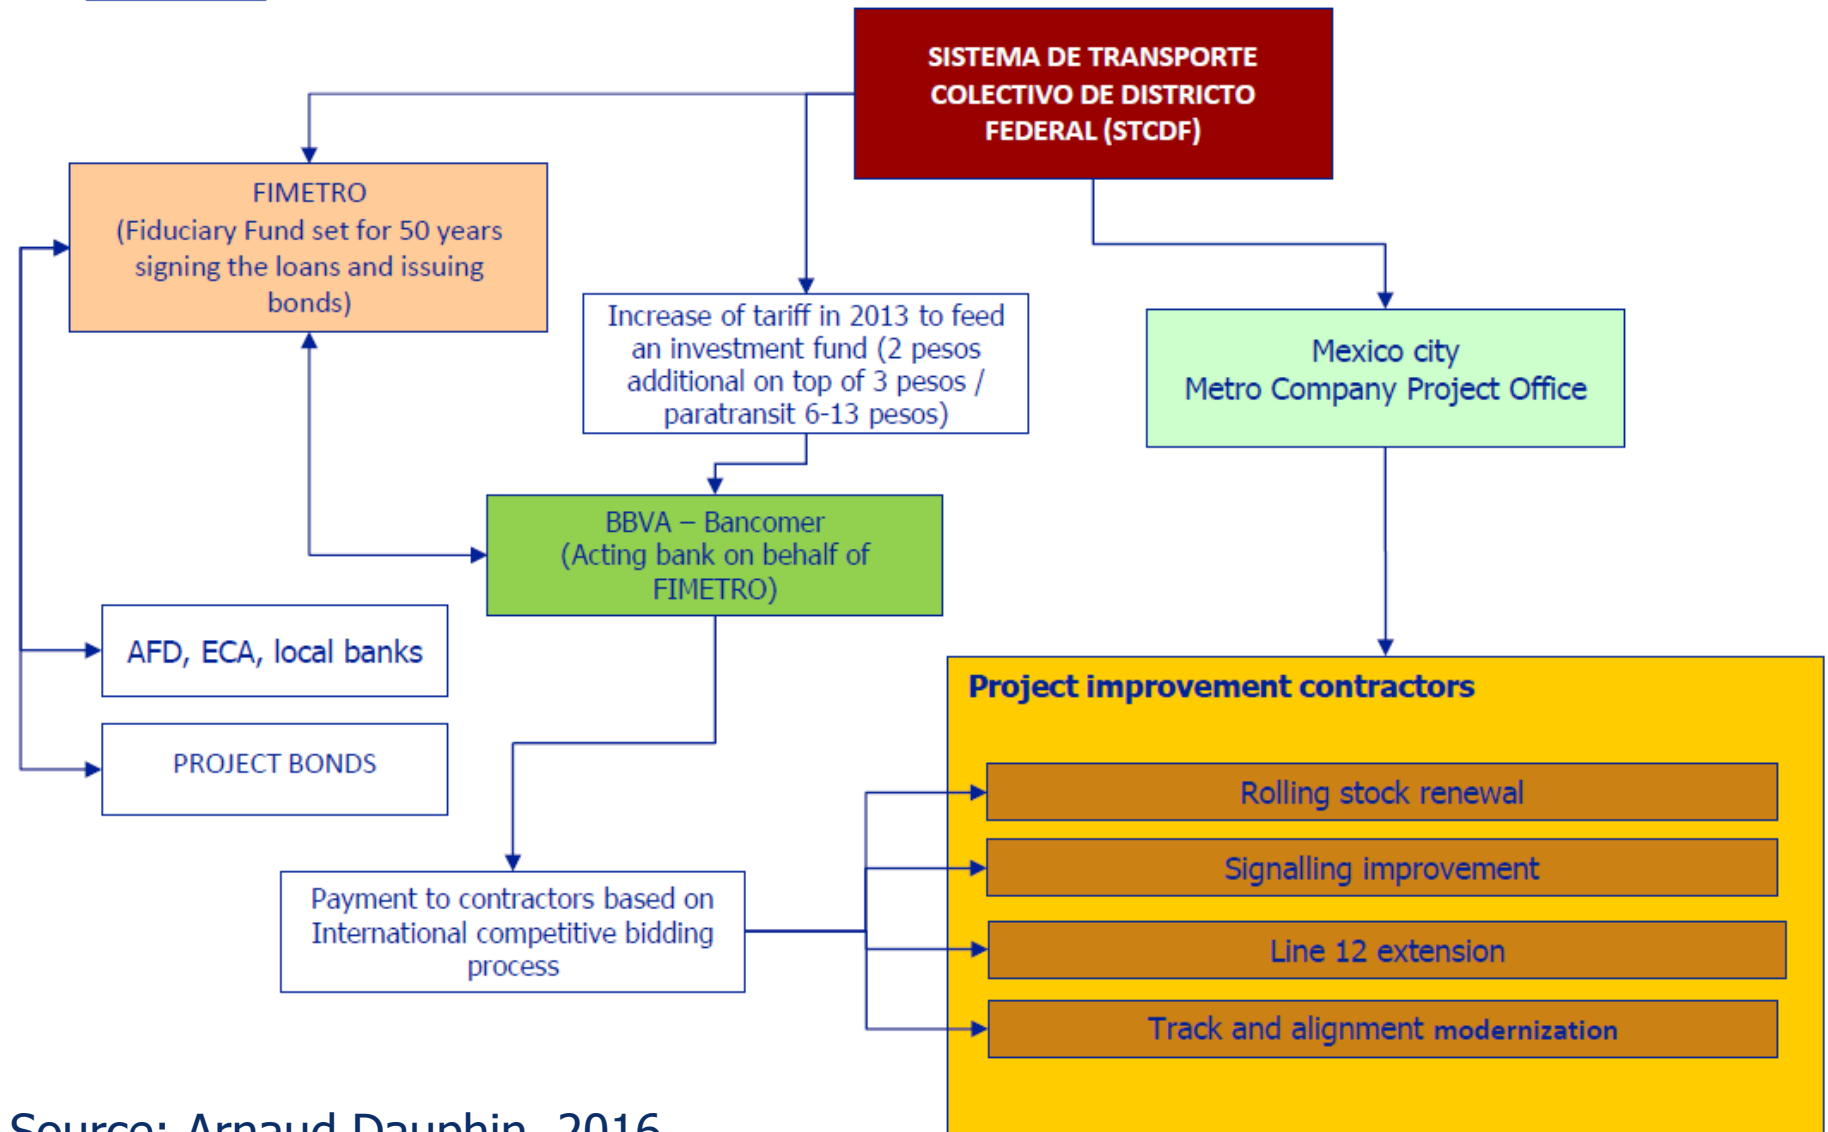 SISTEMA DE TRANSPORTE
COLECTIVO DE DISTRICTO
FEDERAL (STCDF)
FIMETRO
(Fiduciary Fund set for 50 years
signing the loans and issuing
bonds)
Increase of tariff in 2013 to feed
an investment fund (2 pesos
additional on top of 3 pesos /
paratransit 6-13 pesos)
Mexico city
Metro Company Project Office
BBVA – Bancomer
(Acting bank on behalf of
FIMETRO)
AFD, ECA, local banks
PROJECT BONDS
Project improvement contractors
Rolling stock renewal
Signalling improvement
Line 12 extension
Track and alignment modernization
Payment to contractors based on
International competitive bidding
process
Source: Arnaud Dauphin, 2016